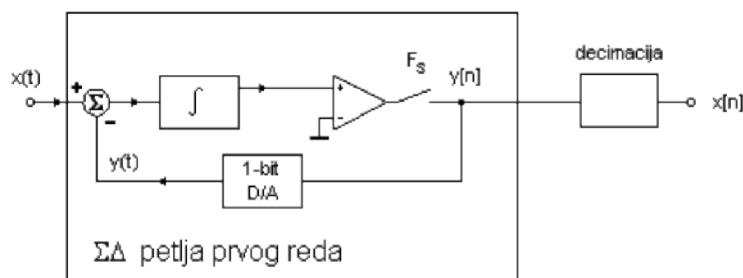 decimacija
x(t)
+
Σ
−
∫
+
−
F_s
y[n]
x[n]
y(t)
1-bit
D/A
ΣΔ petlja prvog reda